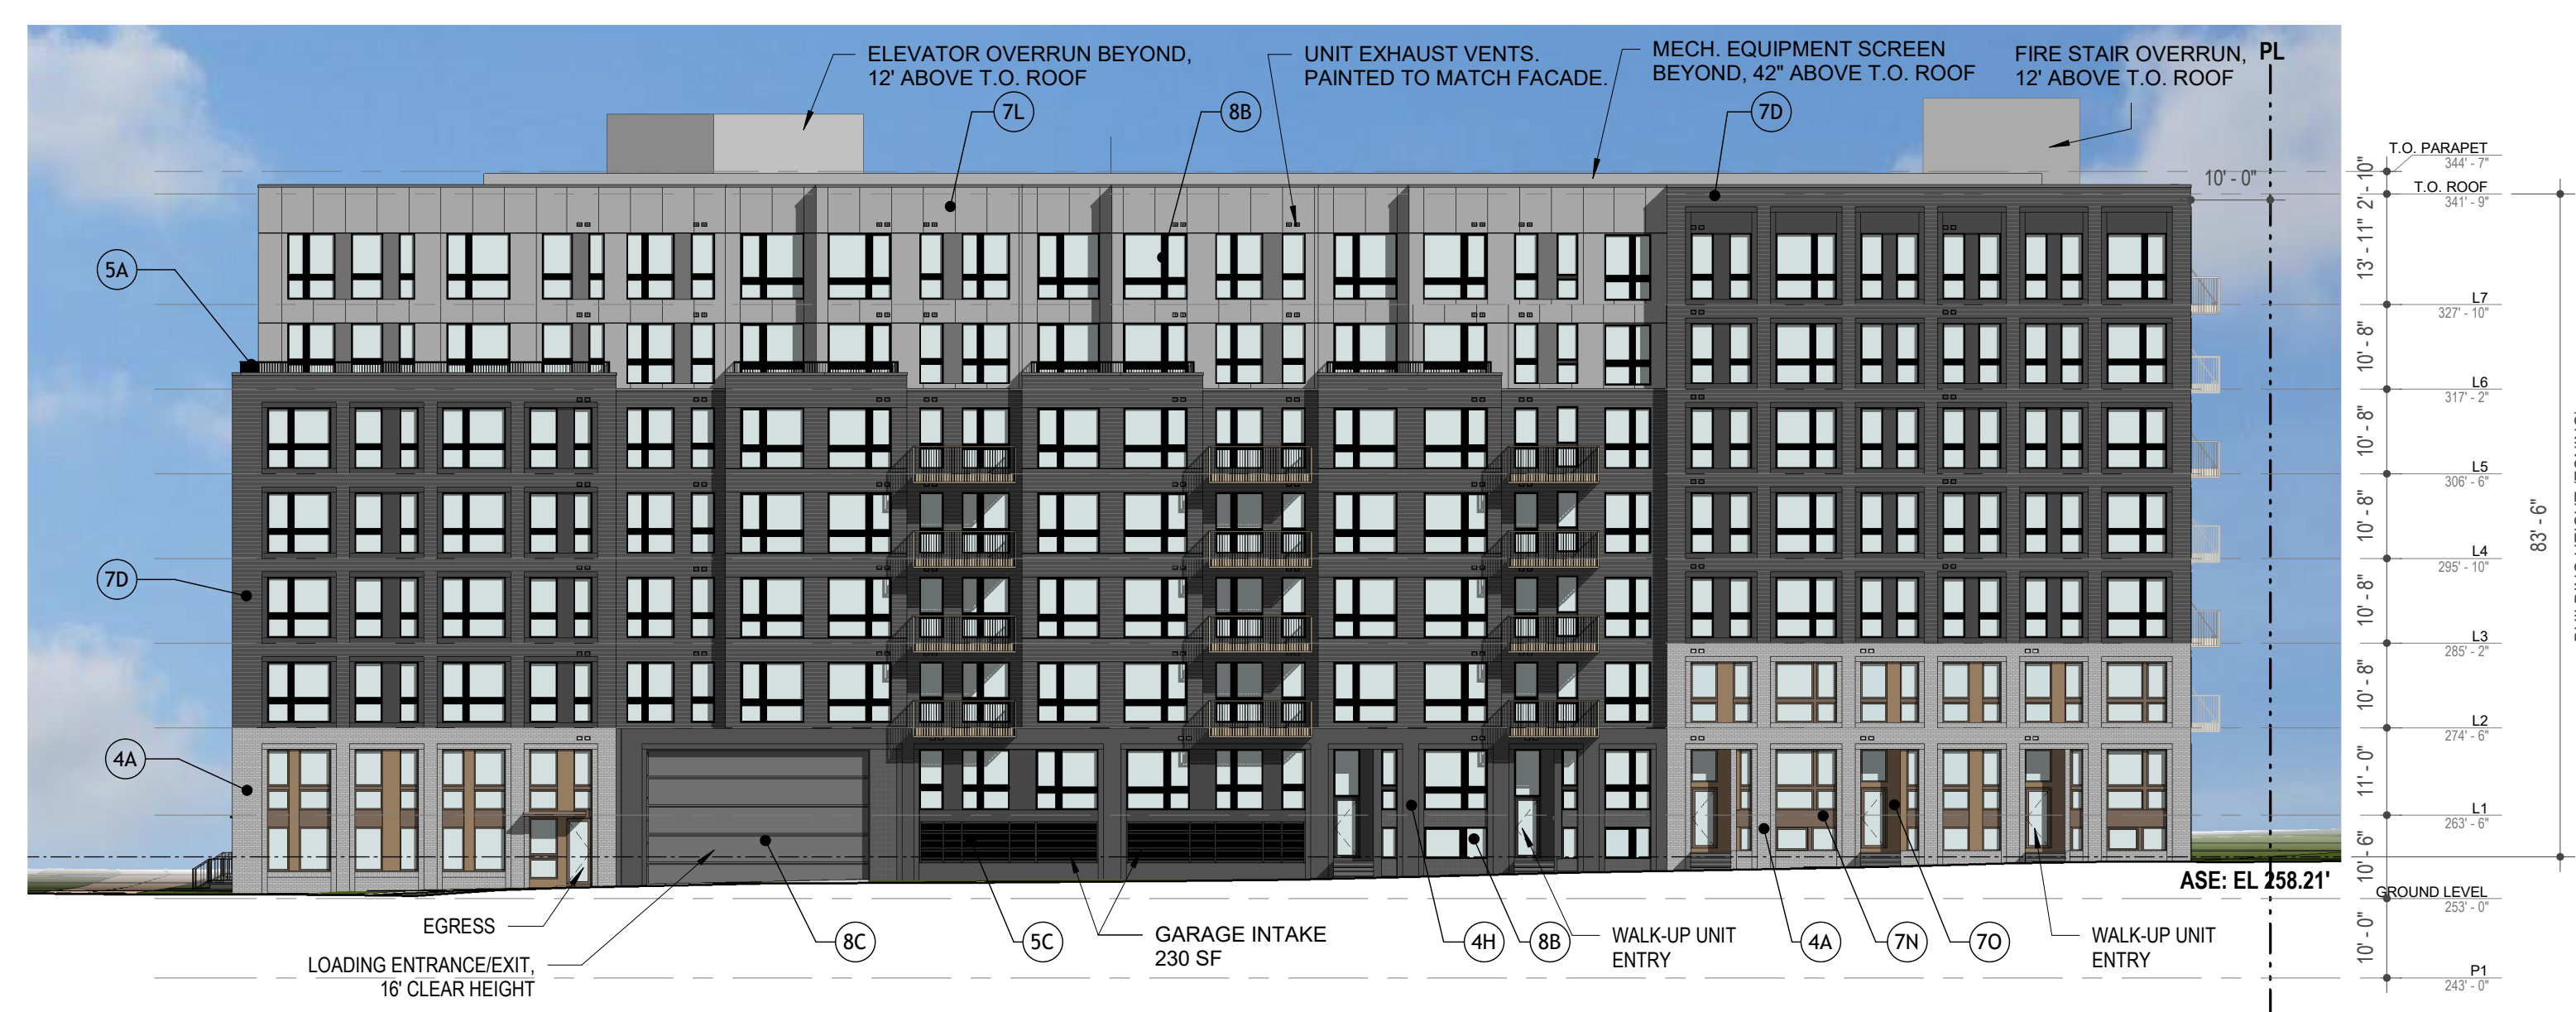 ELEVATOR OVERRUN BEYOND,
12' ABOVE T.O. ROOF
UNIT EXHAUST VENTS.
PAINTED TO MATCH FACADE.
MECH. EQUIPMENT SCREEN
BEYOND, 42" ABOVE T.O. ROOF
FIRE STAIR OVERRUN,
12' ABOVE T.O. ROOF
PL
7L
8B
7D
5A
7D
4A
10' - 0"
T.O. PARAPET
344' - 7"
2' - 10"
T.O. ROOF
341' - 9"
13' - 11"
L7
327' - 10"
10' - 8"
L6
317' - 2"
10' - 8"
L5
306' - 6"
10' - 8"
L4
295' - 10"
10' - 8"
L3
285' - 2"
10' - 8"
L2
274' - 6"
11' - 0"
L1
263' - 6"
10' - 6"
GROUND LEVEL
253' - 0"
10' - 0"
P1
243' - 0"
83' - 6"
ASE: EL 258.21'
EGRESS
LOADING ENTRANCE/EXIT,
16' CLEAR HEIGHT
8C
5C
GARAGE INTAKE
230 SF
4H
8B
WALK-UP UNIT
ENTRY
4A
7N
7O
WALK-UP UNIT
ENTRY